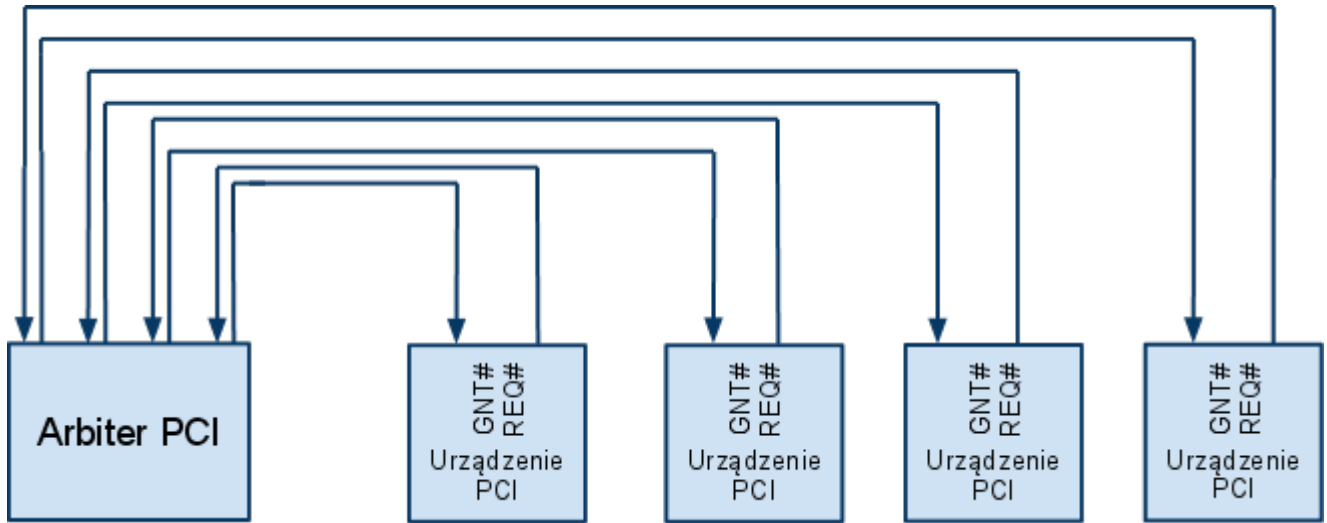 Arbiter PCI
GNT#
REQ#
Urządzenie
PCI
GNT#
REQ#
Urządzenie
PCI
GNT#
REQ#
Urządzenie
PCI
GNT#
REQ#
Urządzenie
PCI